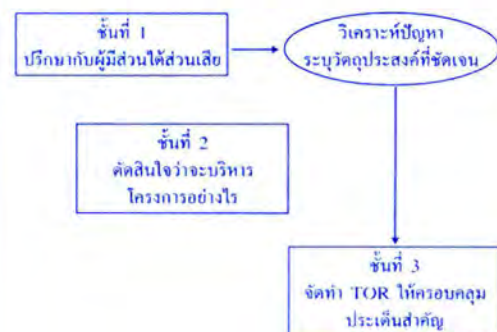 ชั้นที่ 1
ปรึกษากับผู้มีส่วนได้ส่วนเสีย
วิเคราะห์ปัญหา
ระบุวัตถุประสงค์ที่ชัดเจน
ชั้นที่ 2
ตัดสินใจว่าจะบริหาร
โครงการอย่างไร
ชั้นที่ 3
จัดทำ TOR ให้ครอบคลุม
ประเด็นสำคัญ